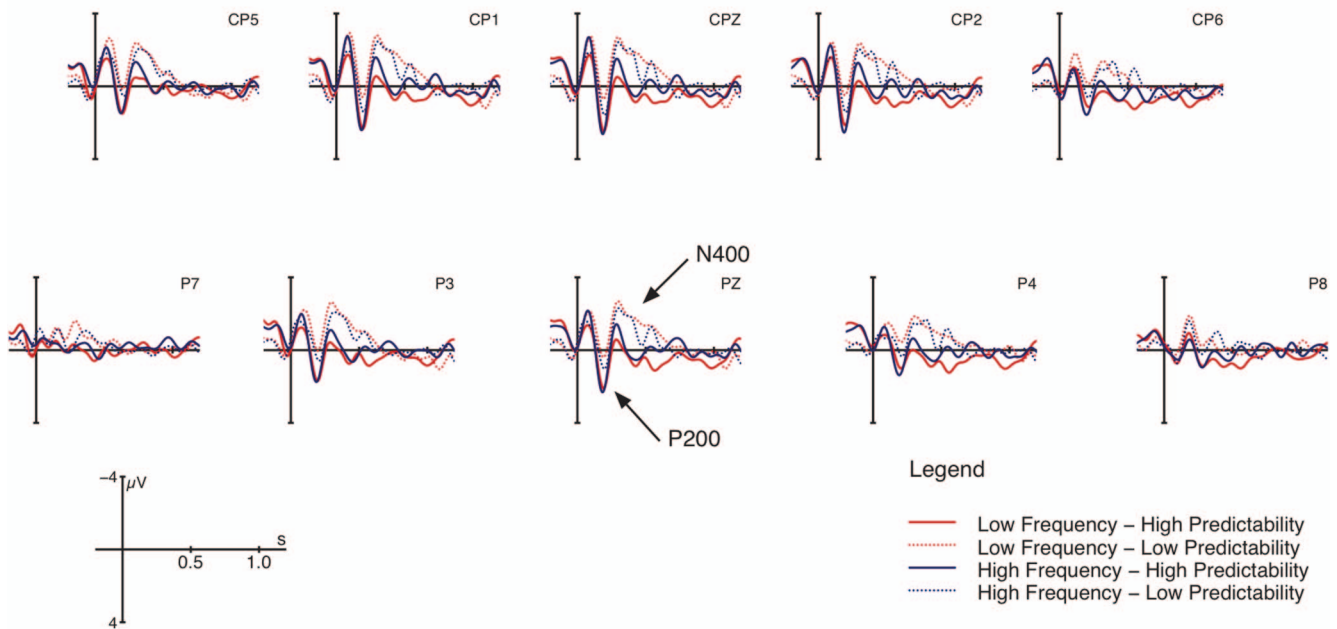 CP5
CP1
CPZ
CP2
CP6
N400
P7
P3
PZ
P4
P8
P200
−4
µV
s
0.5
1.0
4
Legend
Low Frequency − High Predictability
Low Frequency − Low Predictability
High Frequency − High Predictability
High Frequency − Low Predictability